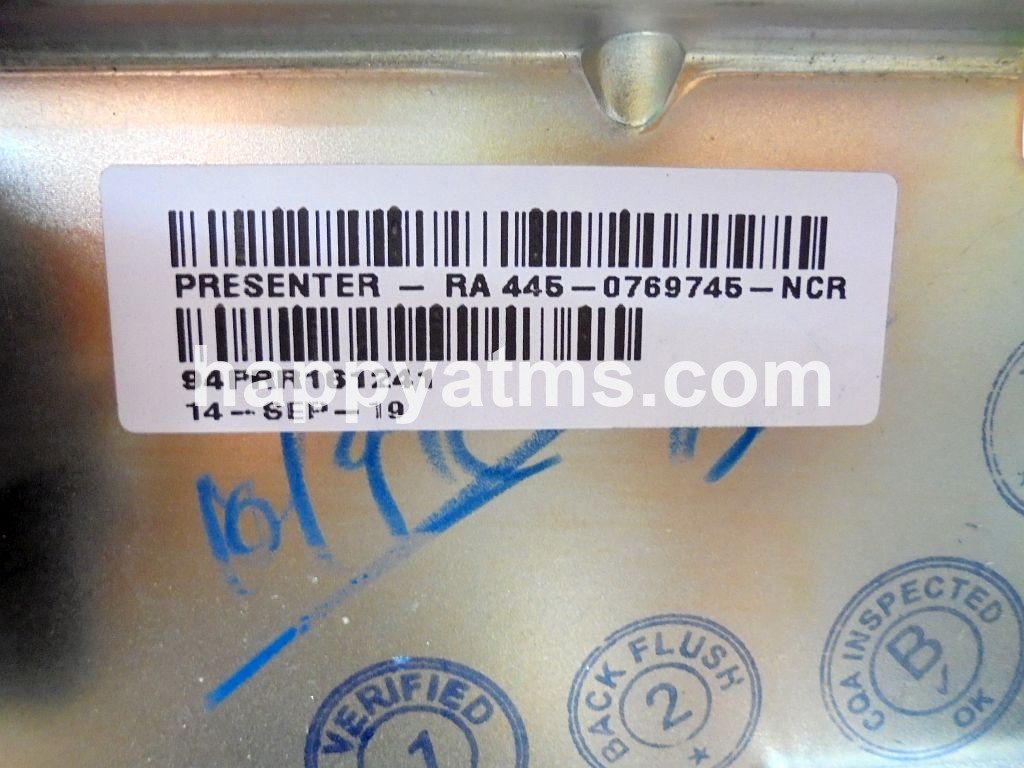 PRESENTER - RA 445-0769745-NCR
happyatms.com
14-SEP-19
VERIFIED
1
BACK FLUSH
2
CQA INSPECTED
B
OK